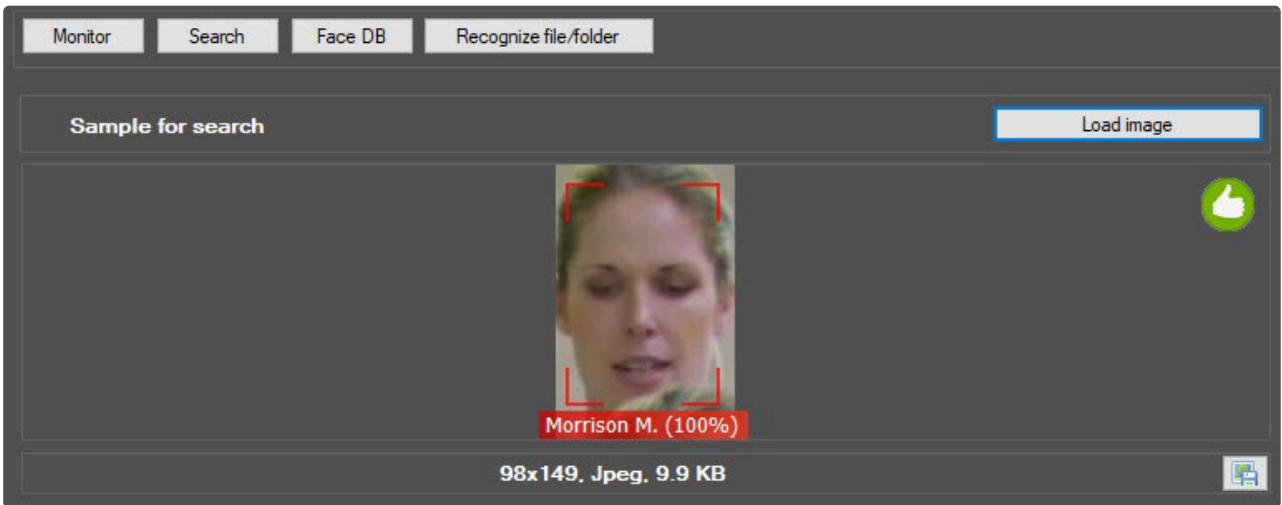 Monitor Search Face DB Recognize file/folder
Sample for search Load image
Morrison M. (100%)
98x149, Jpeg, 9.9 KB